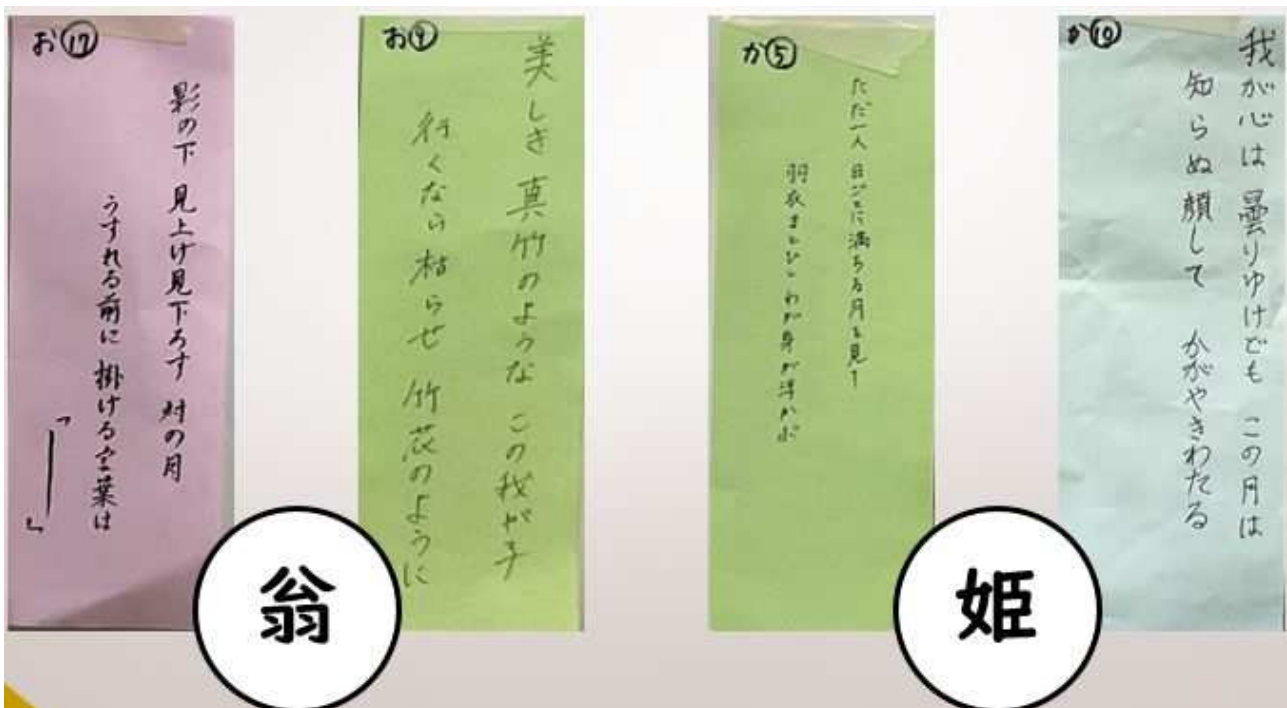 か⑩
我が心は 曇りゆけども この月は
知らぬ顔して かがやきわたる
か⑤
ただ一人 日ごとに満ちる月を見て
羽衣まとひ わが身が浮かぶ
姫
お⑨
美しき 真竹のような この我が子
行くなら枯らせ 竹花のように
お⑰
影の下 見上げ見下ろす 対の月
うすれる前に 掛ける言葉は
「――」
翁